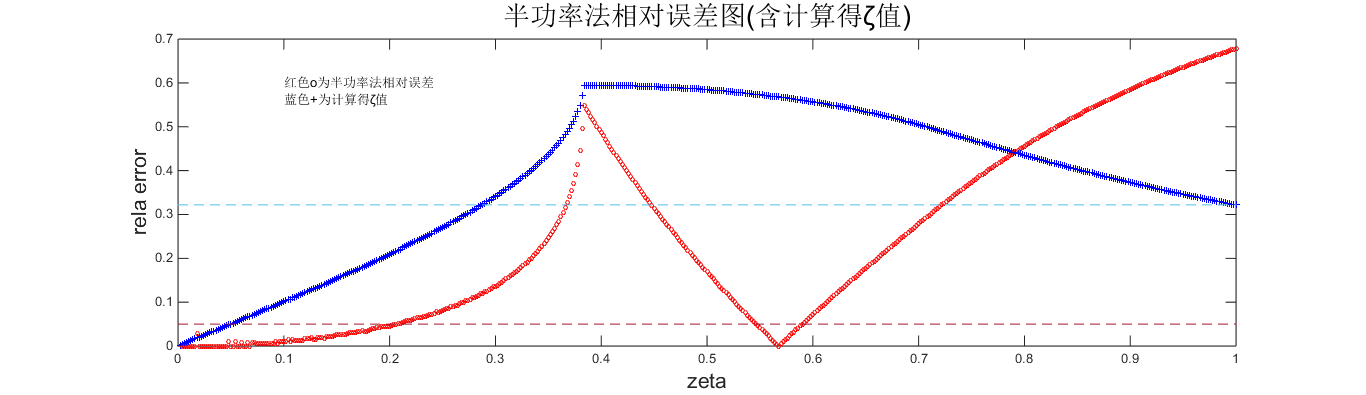 半功率法相对误差图(含计算得ζ值)
0.7
0.6
0.5
0.4
0.3
0.2
0.1
0
rela error
红色o为半功率法相对误差
蓝色+为计算得ζ值
0 0.1 0.2 0.3 0.4 0.5 0.6 0.7 0.8 0.9 1
zeta